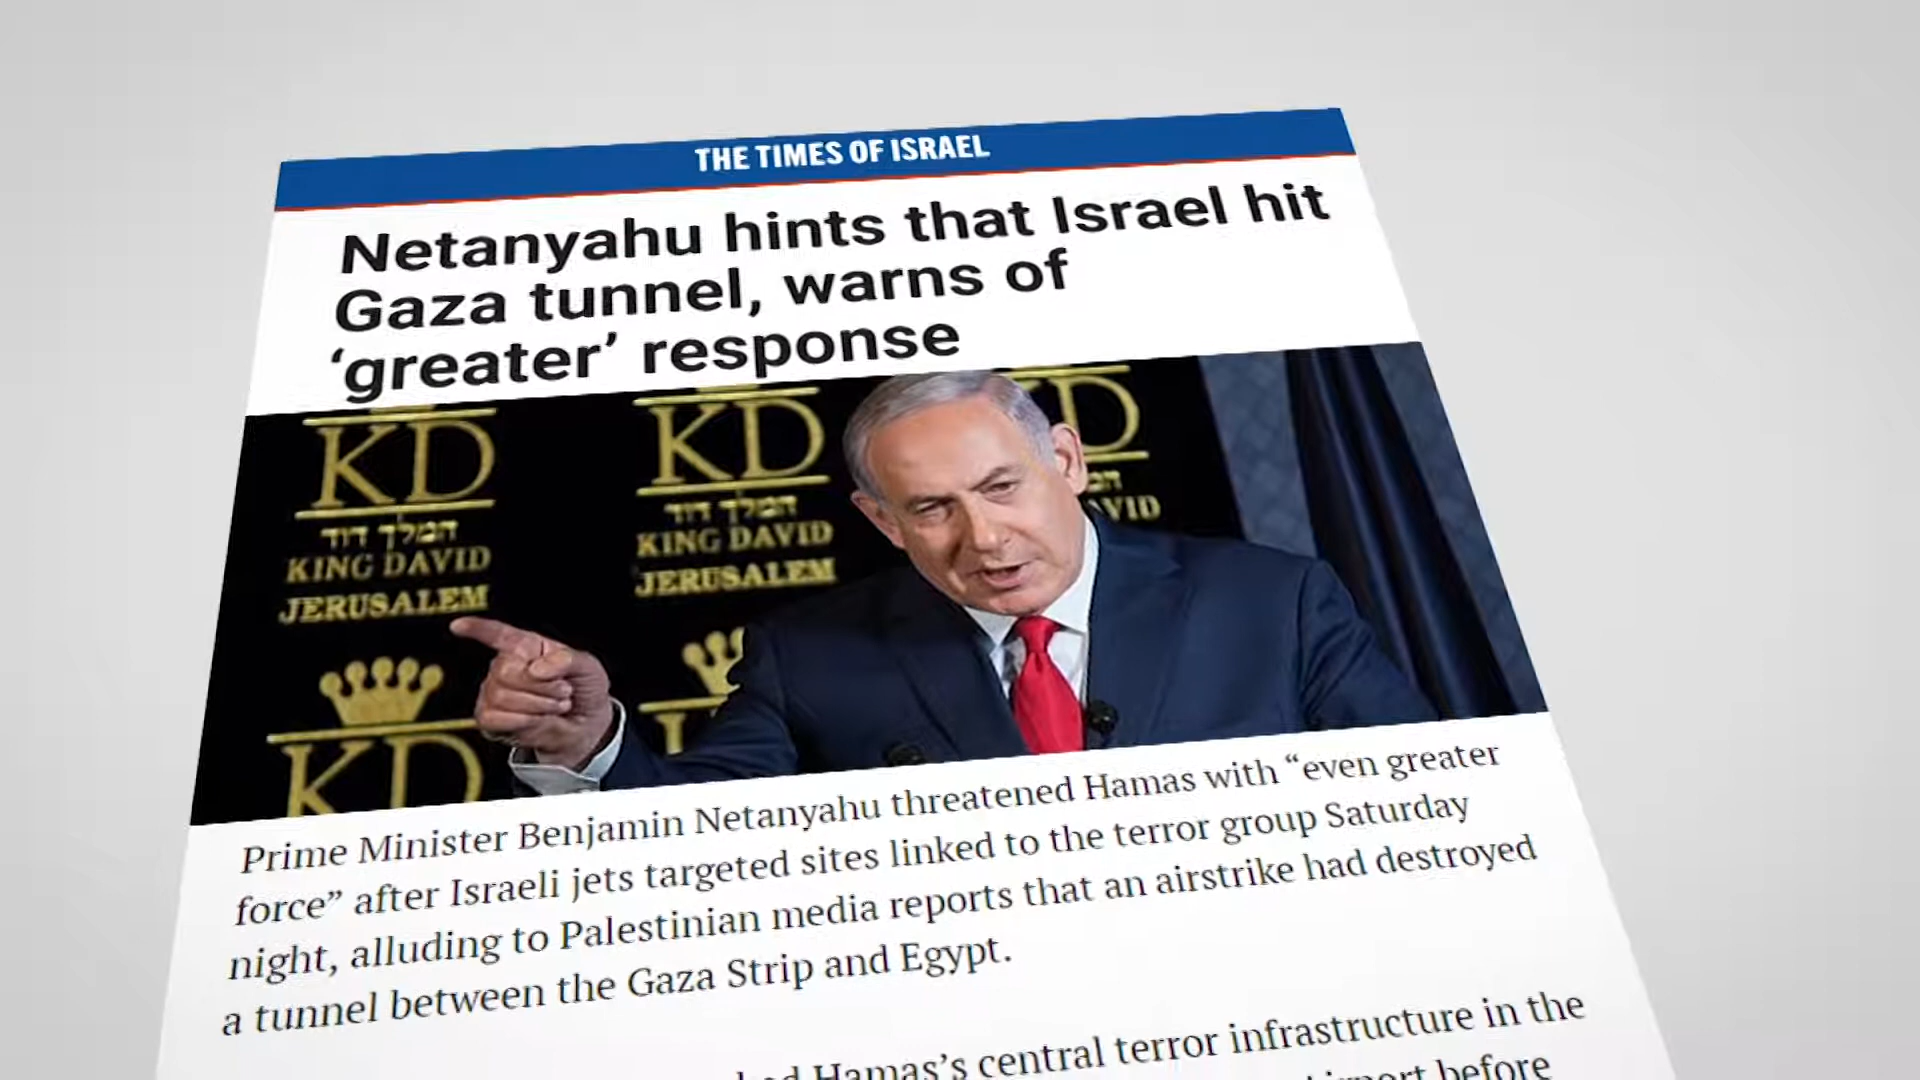 THE TIMES OF ISRAEL
Netanyahu hints that Israel hit
Gaza tunnel, warns of
‘greater’ response
KD
המלך דוד
KING DAVID
JERUSALEM
KD
המלך דוד
KING DAVID
JERUSALEM
D
VID
KD
Prime Minister Benjamin Netanyahu threatened Hamas with “even greater
force” after Israeli jets targeted sites linked to the terror group Saturday
night, alluding to Palestinian media reports that an airstrike had destroyed
a tunnel between the Gaza Strip and Egypt.
Hamas’s central terror infrastructure in the
before